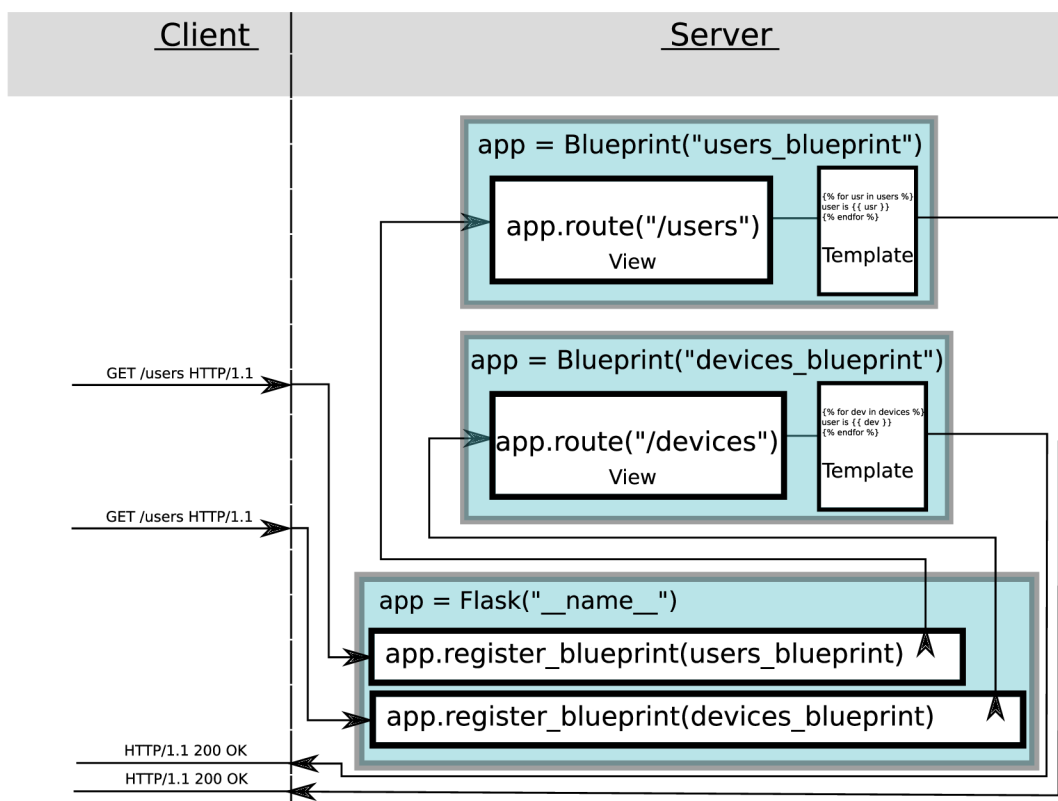 Client
Server
app = Blueprint("users_blueprint")
app.route("/users")
View
{% for usr in users %}
user is {{ usr }}
{% endfor %}
Template
app = Blueprint("devices_blueprint")
app.route("/devices")
View
{% for dev in devices %}
user is {{ dev }}
{% endfor %}
Template
GET /users HTTP/1.1
GET /users HTTP/1.1
app = Flask("__name__")
app.register_blueprint(users_blueprint)
app.register_blueprint(devices_blueprint)
HTTP/1.1 200 OK
HTTP/1.1 200 OK